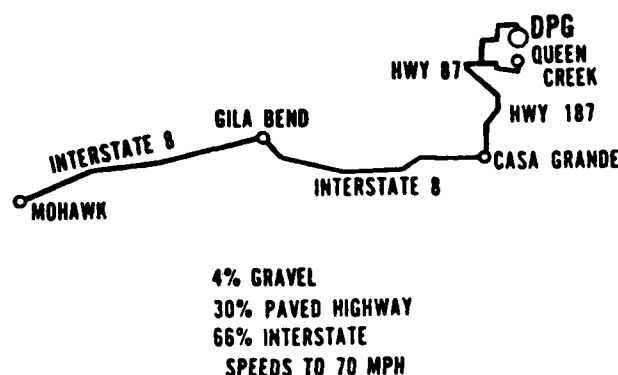 DPG
QUEEN
CREEK
HWY 87
HWY 187
GILA BEND
INTERSTATE 8
CASA GRANDE
INTERSTATE 8
MOHAWK
4% GRAVEL
30% PAVED HIGHWAY
66% INTERSTATE
SPEEDS TO 70 MPH